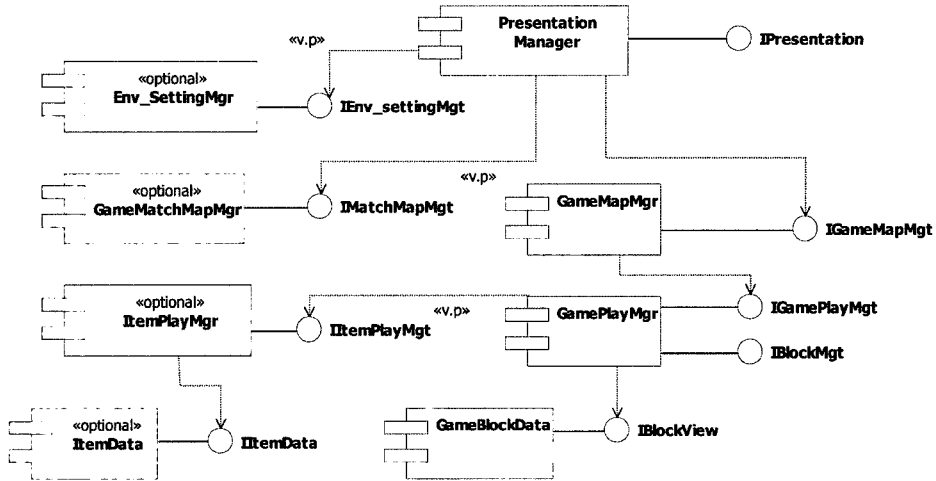 Presentation
Manager
IPresentation
«v.p»
«optional»
Env_SettingMgr
IEnv_settingMgt
«v.p»
«optional»
GameMatchMapMgr
IMatchMapMgt
GameMapMgr
IGameMapMgt
«optional»
ItemPlayMgr
IItemPlayMgt
«v.p»
GamePlayMgr
IGamePlayMgt
IBlockMgt
«optional»
ItemData
IItemData
GameBlockData
IBlockView